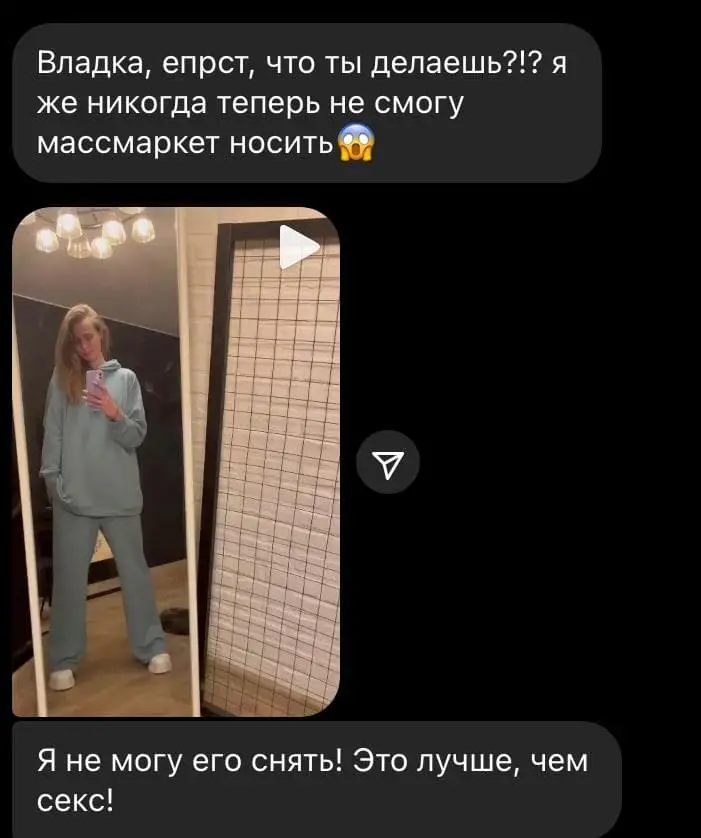 Владка, епрст, что ты делаешь?!? я
же никогда теперь не смогу
массмаркет носить😱
Я не могу его снять! Это лучше, чем
секс!